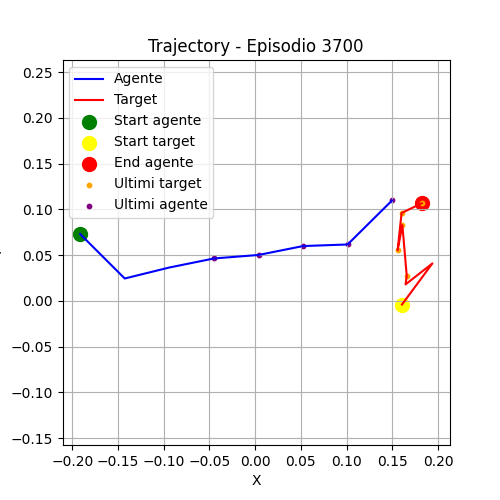 Trajectory - Episodio 3700
Agente
Target
Start agente
Start target
End agente
Ultimi target
Ultimi agente
0.25
0.20
0.15
0.10
0.05
0.00
−0.05
−0.10
−0.15
−0.20 −0.15 −0.10 −0.05 0.00 0.05 0.10 0.15 0.20
X